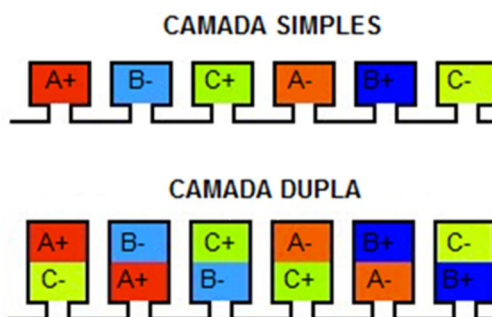 CAMADA SIMPLES
A+ B- C+ A- B+ C-
CAMADA DUPLA
A+ B- C+ A- B+ C-
C- A+ B- C+ A- B+